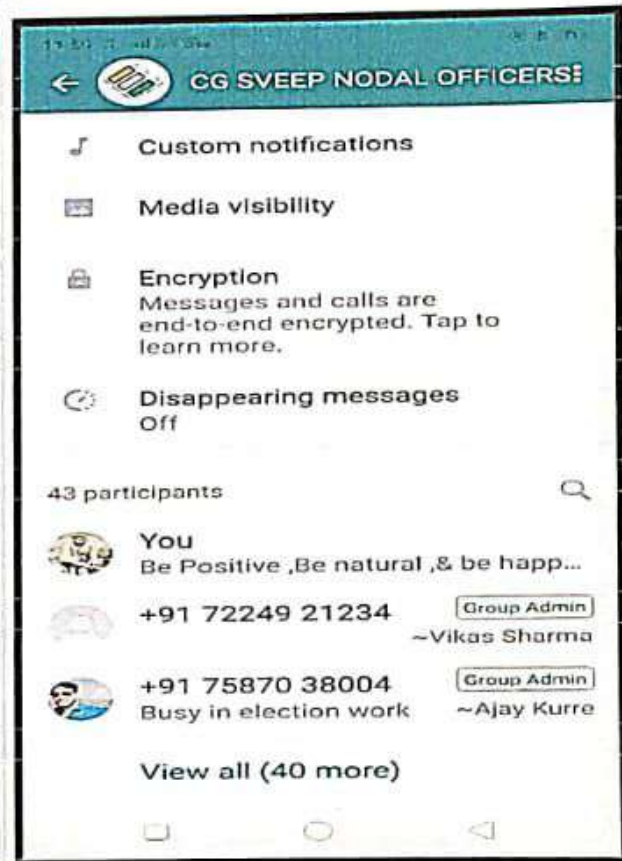 CG SVEEP NODAL OFFICERS
Custom notifications
Media visibility
Encryption
Messages and calls are
end-to-end encrypted. Tap to
learn more.
Disappearing messages
Off
43 participants
You
Be Positive ,Be natural ,& be happ...
+91 72249 21234 Group Admin
~Vikas Sharma
+91 75870 38004 Group Admin
Busy in election work ~Ajay Kurre
View all (40 more)